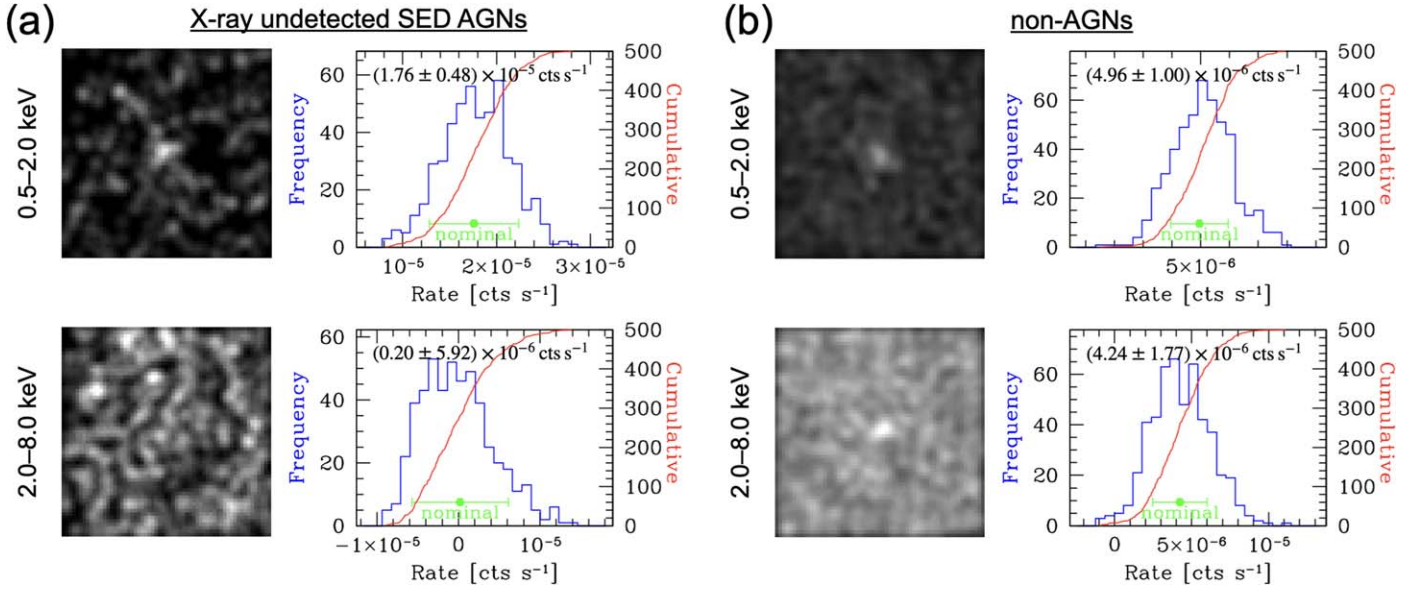 (a)
X-ray undetected SED AGNs
0.5–2.0 keV
Frequency
60
40
20
0
(1.76 ± 0.48) × 10⁻⁵ cts s⁻¹
nominal
500
400
300
200
100
0
Cumulative
10⁻⁵ 2×10⁻⁵ 3×10⁻⁵
Rate [cts s⁻¹]
2.0–8.0 keV
Frequency
60
40
20
0
(0.20 ± 5.92) × 10⁻⁶ cts s⁻¹
nominal
500
400
300
200
100
0
Cumulative
−1×10⁻⁵ 0 10⁻⁵
Rate [cts s⁻¹]
(b)
non-AGNs
0.5–2.0 keV
Frequency
60
40
20
0
(4.96 ± 1.00) × 10⁻⁶ cts s⁻¹
nominal
500
400
300
200
100
0
Cumulative
5×10⁻⁶
Rate [cts s⁻¹]
2.0–8.0 keV
Frequency
60
40
20
0
(4.24 ± 1.77) × 10⁻⁶ cts s⁻¹
nominal
500
400
300
200
100
0
Cumulative
0 5×10⁻⁶ 10⁻⁵
Rate [cts s⁻¹]